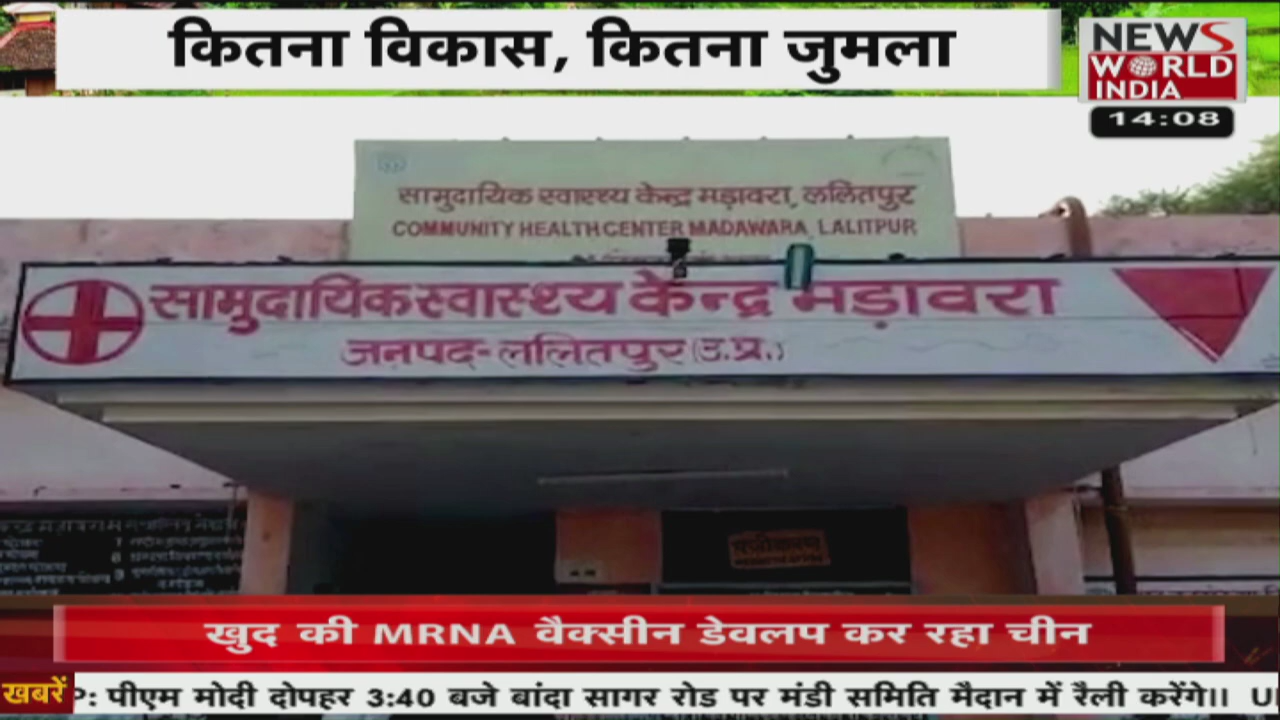 कितना विकास, कितना जुमला
NEWS
WORLD
INDIA
14:08
सामुदायिक स्वास्थ्य केन्द्र मड़ावरा, ललितपुर
COMMUNITY HEALTH CENTER MADAWARA, LALITPUR
सामुदायिक स्वास्थ्य केन्द्र मड़ावरा
जनपद-ललितपुर (उ.प्र.)
खुद की MRNA वैक्सीन डेवलप कर रहा चीन
खबरें P: पीएम मोदी दोपहर 3:40 बजे बांदा सागर रोड पर मंडी समिति मैदान में रैली करेंगे॥ U